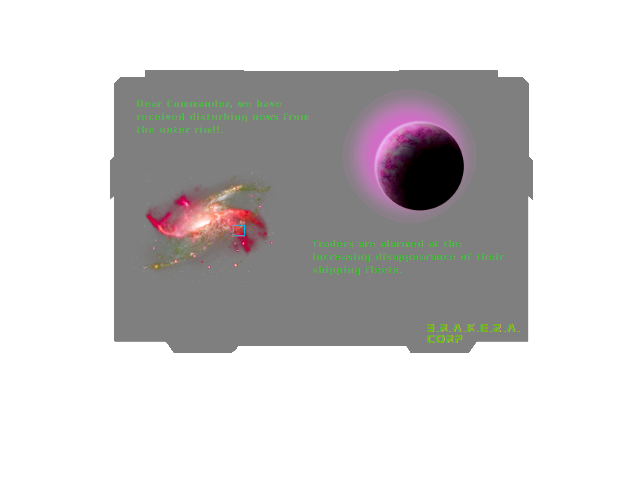 Dear Commander, we have
received disturbing news from
the outer rim!!.
Traders are alarmed at the
increasing disappearance of their
shipping fleets.
B.R.A.K.E.R.A.
CORP